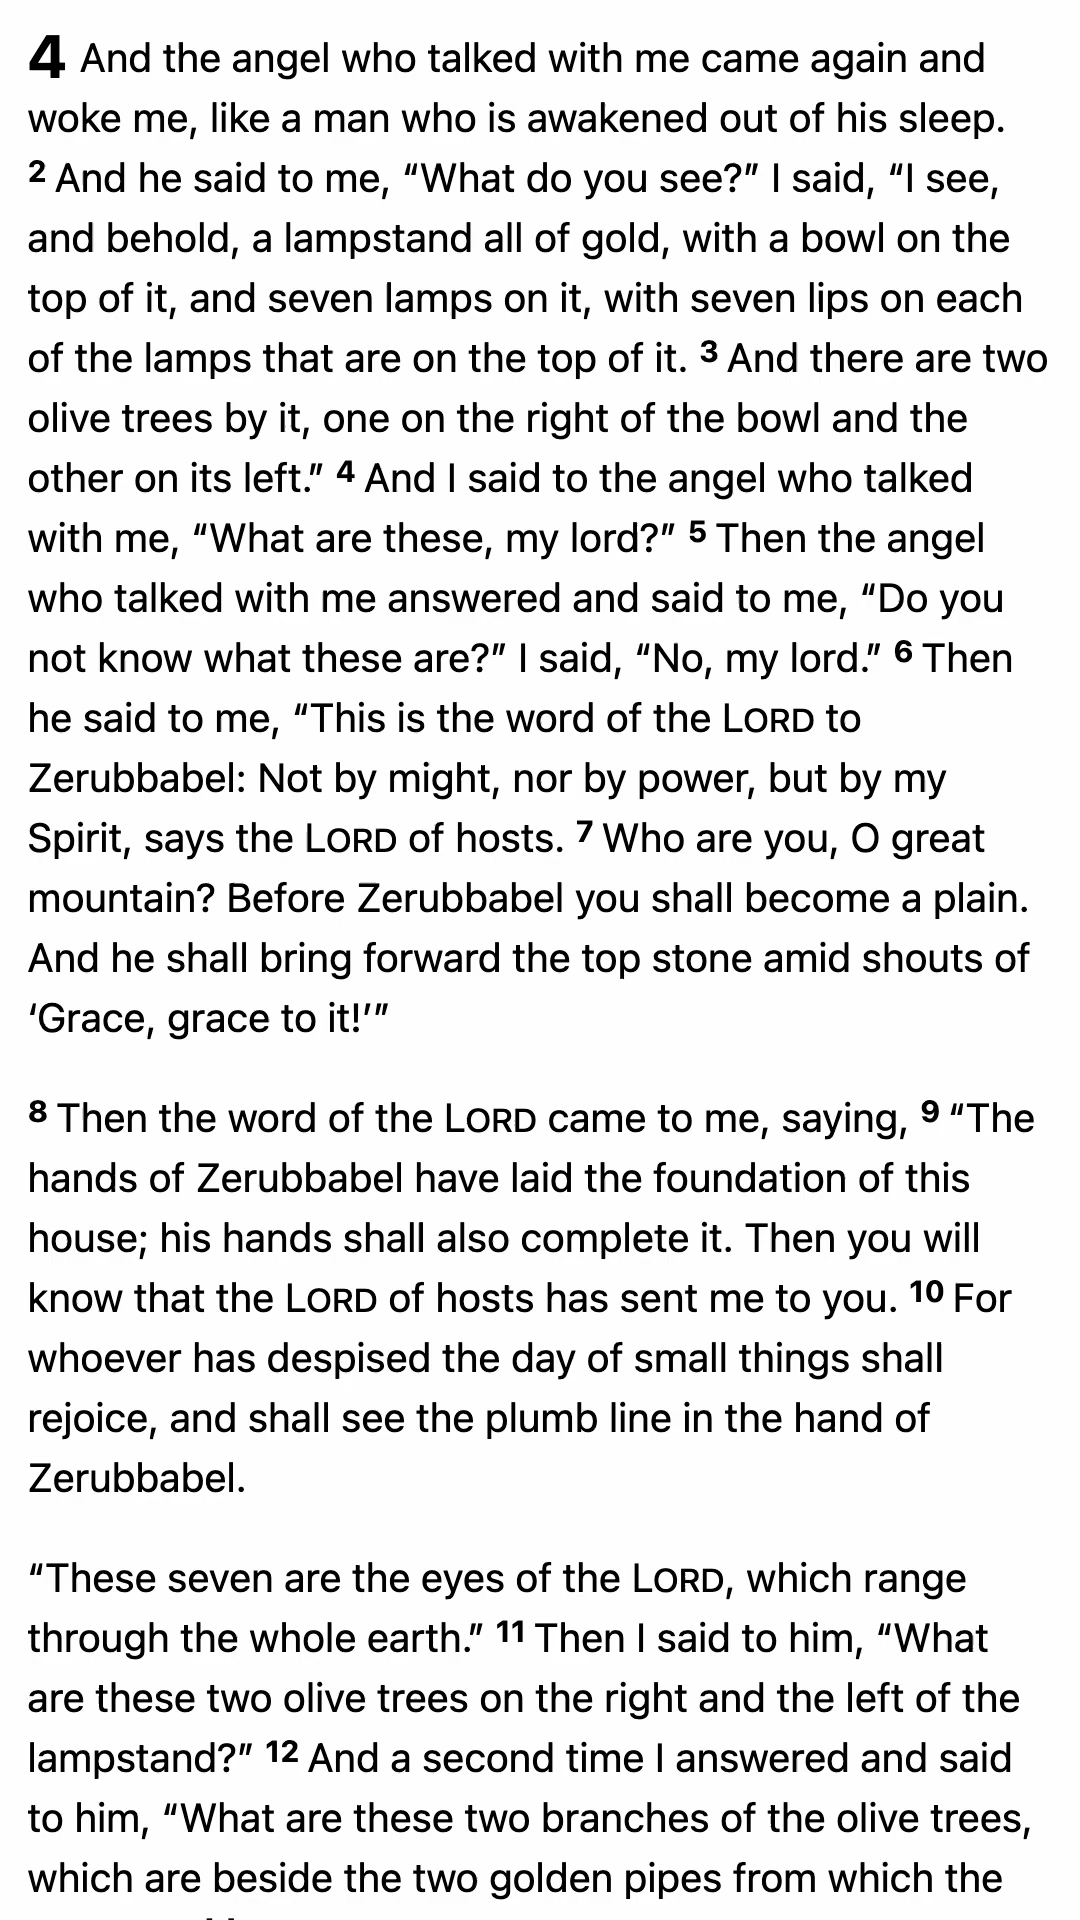 4 And the angel who talked with me came again and
woke me, like a man who is awakened out of his sleep.
2 And he said to me, “What do you see?” I said, “I see,
and behold, a lampstand all of gold, with a bowl on the
top of it, and seven lamps on it, with seven lips on each
of the lamps that are on the top of it. 3 And there are two
olive trees by it, one on the right of the bowl and the
other on its left.” 4 And I said to the angel who talked
with me, “What are these, my lord?” 5 Then the angel
who talked with me answered and said to me, “Do you
not know what these are?” I said, “No, my lord.” 6 Then
he said to me, “This is the word of the LORD to
Zerubbabel: Not by might, nor by power, but by my
Spirit, says the LORD of hosts. 7 Who are you, O great
mountain? Before Zerubbabel you shall become a plain.
And he shall bring forward the top stone amid shouts of
‘Grace, grace to it!’”
8 Then the word of the LORD came to me, saying, 9 “The
hands of Zerubbabel have laid the foundation of this
house; his hands shall also complete it. Then you will
know that the LORD of hosts has sent me to you. 10 For
whoever has despised the day of small things shall
rejoice, and shall see the plumb line in the hand of
Zerubbabel.
“These seven are the eyes of the LORD, which range
through the whole earth.” 11 Then I said to him, “What
are these two olive trees on the right and the left of the
lampstand?” 12 And a second time I answered and said
to him, “What are these two branches of the olive trees,
which are beside the two golden pipes from which the